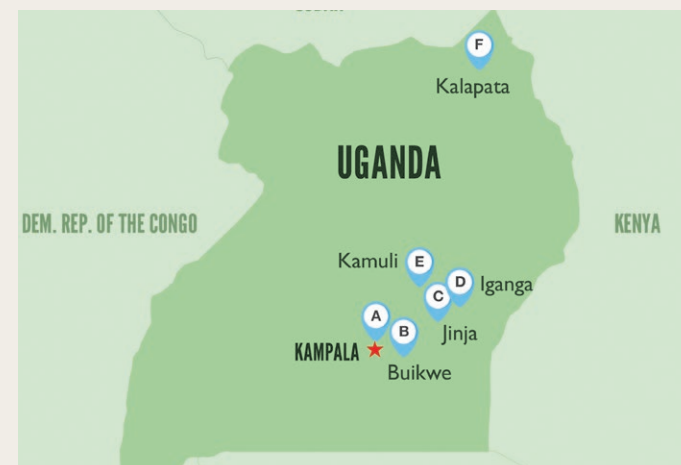 F
Kalapata
UGANDA
DEM. REP. OF THE CONGO
KENYA
Kamuli
E
D
Iganga
C
A
B
Jinja
KAMPALA
Buikwe